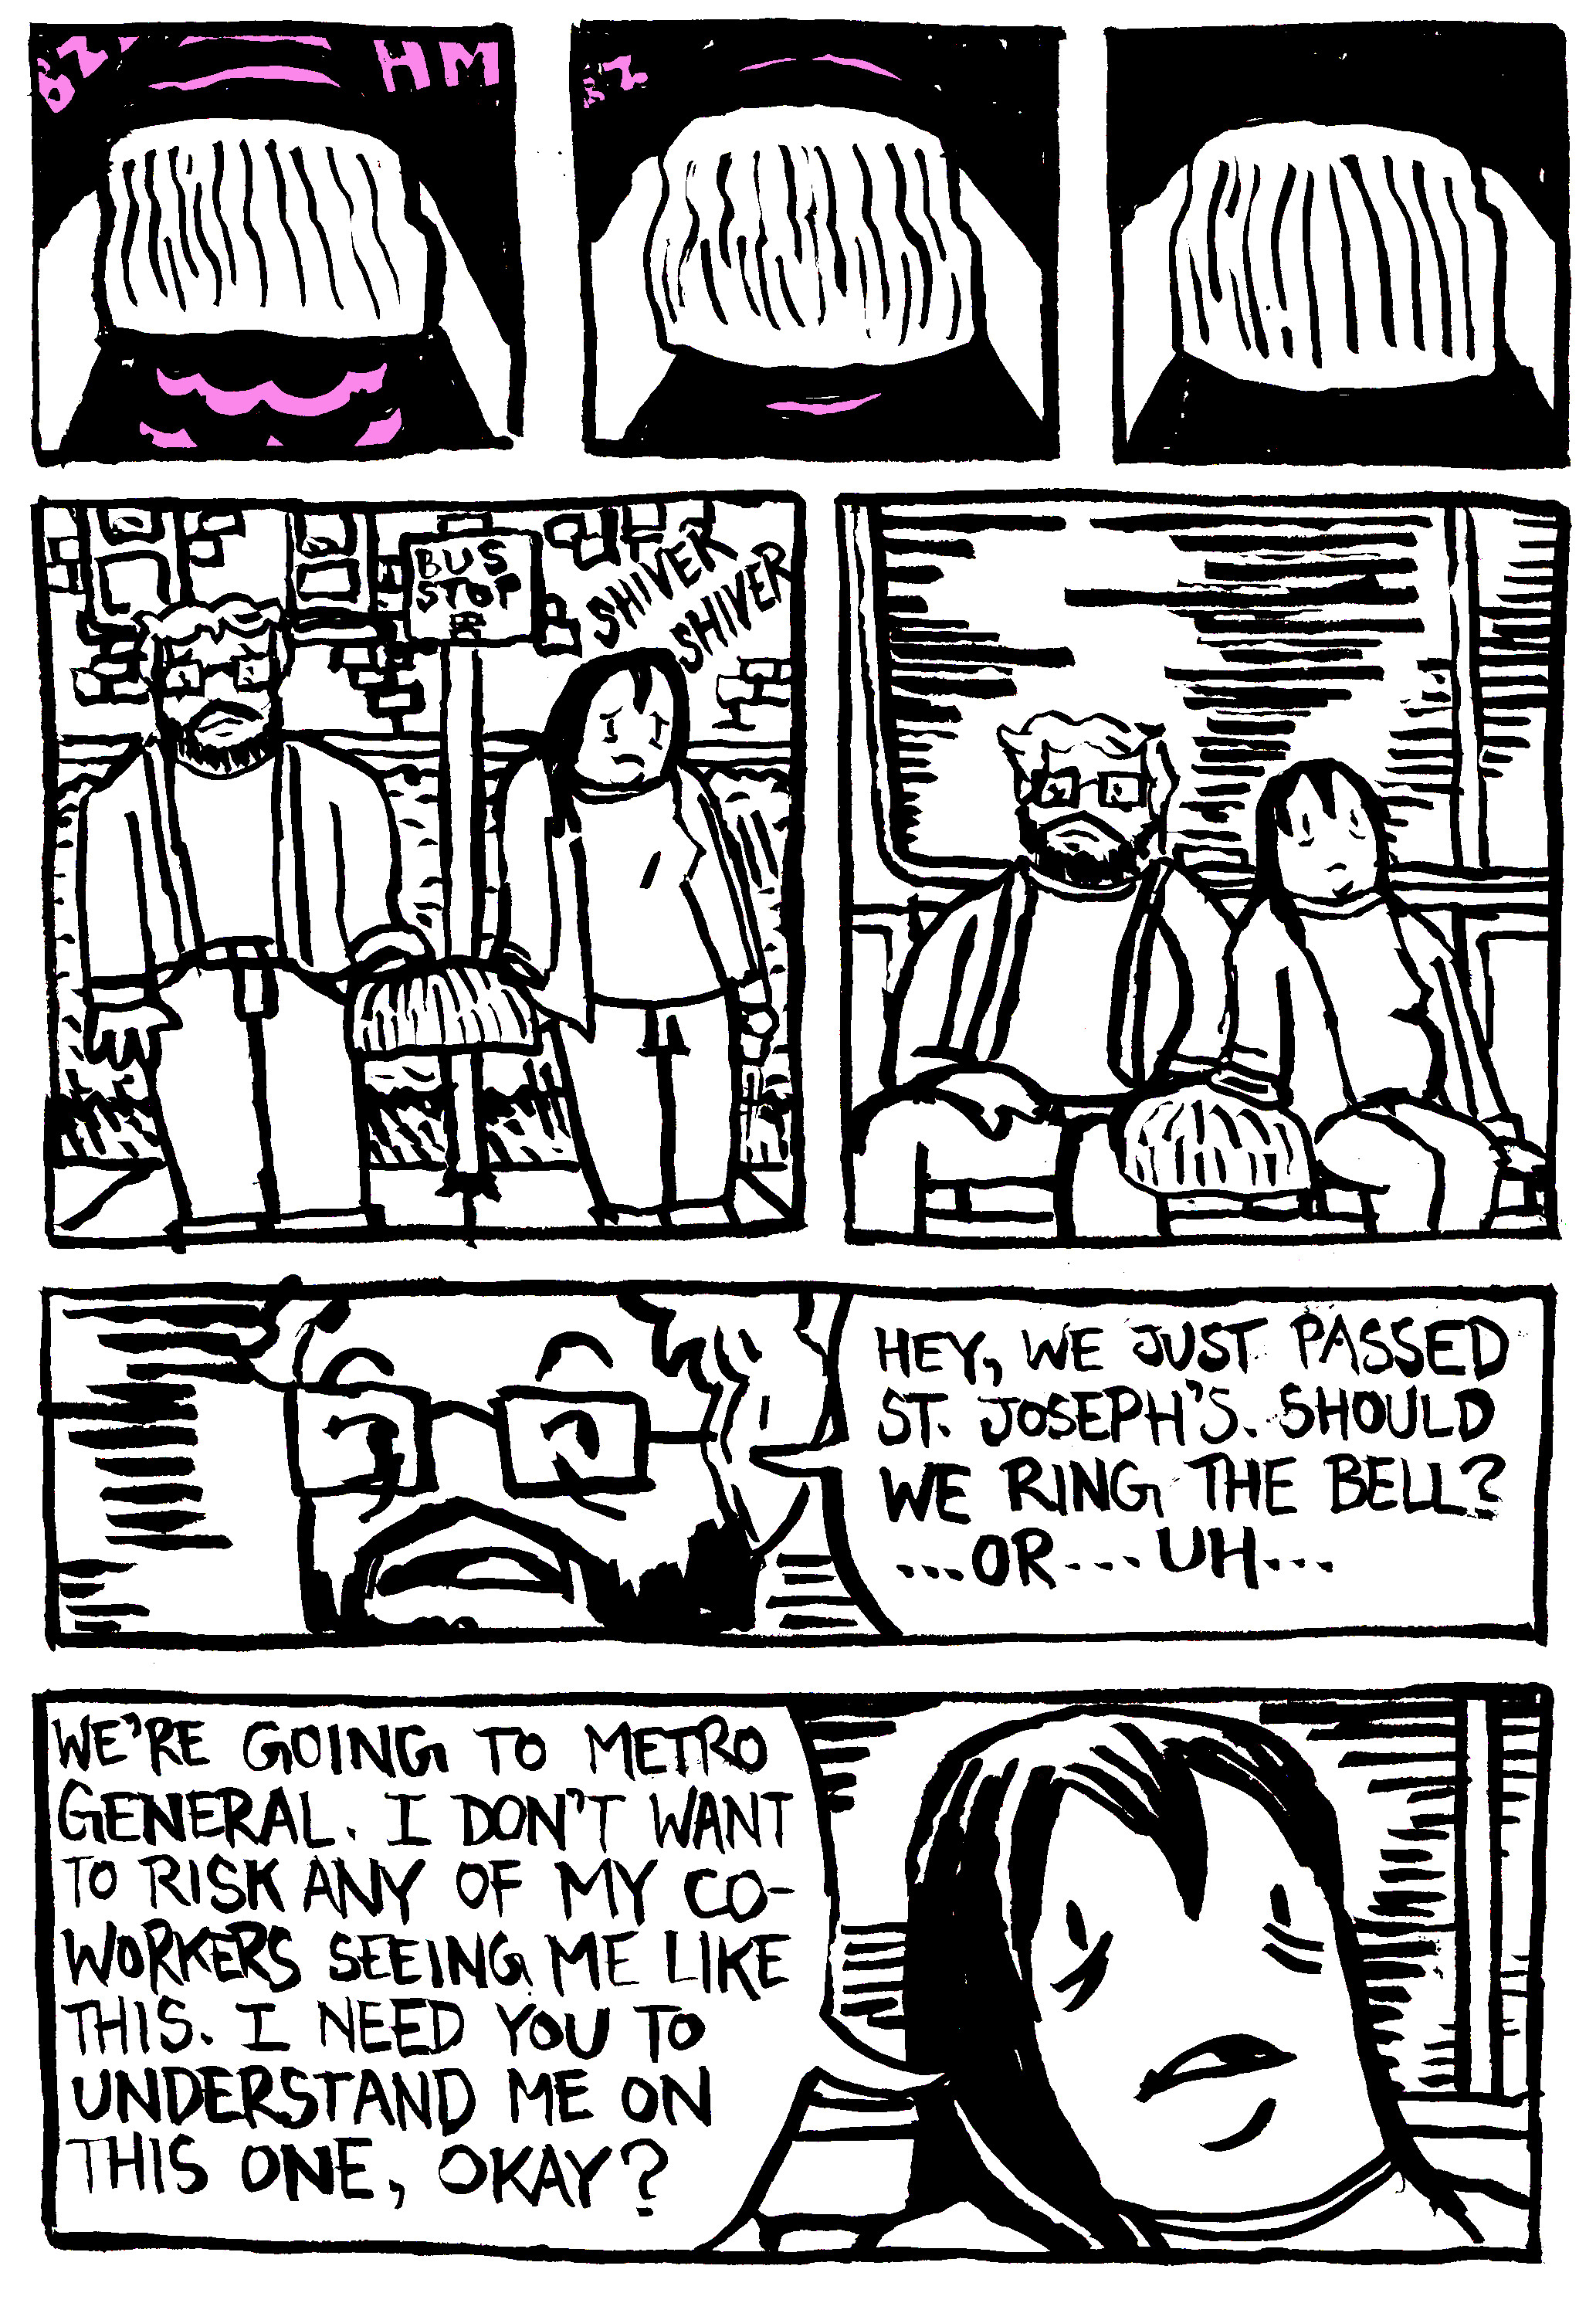 BZ
HM
BZ
BUS
STOP
SHIVER
SHIVER
HEY, WE JUST PASSED
ST. JOSEPH'S. SHOULD
WE RING THE BELL?
...OR...UH...
WE'RE GOING TO METRO
GENERAL. I DON'T WANT
TO RISK ANY OF MY CO-
WORKERS SEEING ME LIKE
THIS. I NEED YOU TO
UNDERSTAND ME ON
THIS ONE, OKAY?